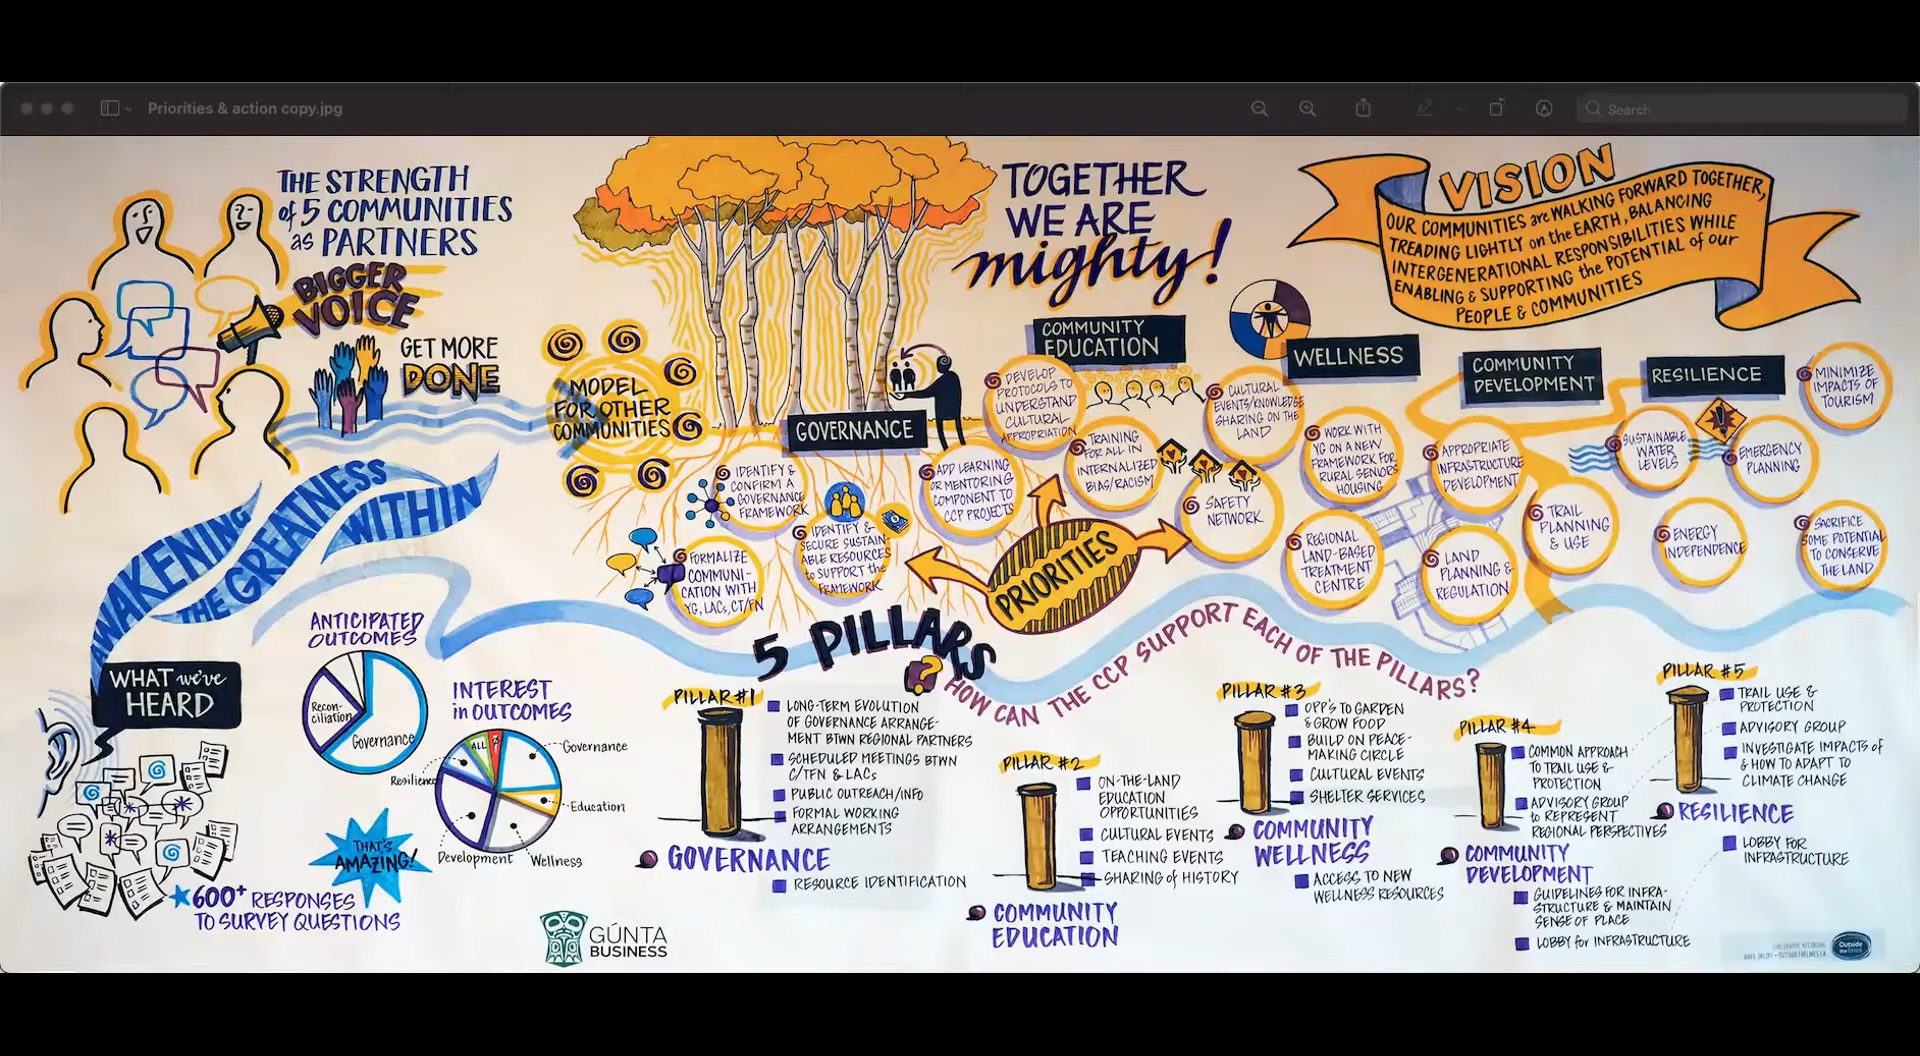 Priorities & action copy.jpg
Search
THE STRENGTH
of 5 COMMUNITIES
as PARTNERS
BIGGER
VOICE
GET MORE
DONE
MODEL
FOR OTHER
COMMUNITIES
AWAKENING
THE GREATNESS
WITHIN
TOGETHER
WE ARE
mighty!
VISION
OUR COMMUNITIES are WALKING FORWARD TOGETHER,
TREADING LIGHTLY on the EARTH, BALANCING
INTERGENERATIONAL RESPONSIBILITIES WHILE
ENABLING & SUPPORTING the POTENTIAL of our
PEOPLE & COMMUNITIES
GOVERNANCE
IDENTIFY &
CONFIRM A
GOVERNANCE
FRAMEWORK
ADD LEARNING
OR MENTORING
COMPONENT TO
CCP PROJECTS
FORMALIZE
COMMUNI-
CATION WITH
YG, LACs, CT/FN
IDENTIFY &
SECURE SUSTAIN-
ABLE RESOURCES
to SUPPORT the
FRAMEWORK
COMMUNITY
EDUCATION
DEVELOP
PROTOCOLS TO
UNDERSTAND
CULTURAL
APPROPRIATION
TRAINING
FOR ALL IN
INTERNALIZED
BIAS/RACISM
WELLNESS
CULTURAL
EVENTS/KNOWLEDGE
SHARING ON THE
LAND
SAFETY
NETWORK
WORK WITH
YG ON A NEW
FRAMEWORK FOR
RURAL SENIORS
HOUSING
REGIONAL
LAND-BASED
TREATMENT
CENTRE
COMMUNITY
DEVELOPMENT
APPROPRIATE
INFRASTRUCTURE
DEVELOPMENT
TRAIL
PLANNING
& USE
LAND
PLANNING &
REGULATION
RESILIENCE
MINIMIZE
IMPACTS OF
TOURISM
SUSTAINABLE
WATER
LEVELS
EMERGENCY
PLANNING
ENERGY
INDEPENDENCE
SACRIFICE
SOME POTENTIAL
TO CONSERVE
THE LAND
PRIORITIES
WHAT we've
HEARD
600+ RESPONSES
TO SURVEY QUESTIONS
ANTICIPATED
OUTCOMES
Recon-
ciliation
Governance
THAT'S
AMAZING!
INTEREST
in OUTCOMES
ALL
Governance
Resilience
Education
Development
Wellness
GÚNTA
BUSINESS
5 PILLARS
?
HOW CAN THE CCP SUPPORT EACH OF THE PILLARS?
PILLAR #1
LONG-TERM EVOLUTION
OF GOVERNANCE ARRANGE-
MENT BTWN REGIONAL PARTNERS
SCHEDULED MEETINGS BTWN
C/TFN & LACs
PUBLIC OUTREACH/INFO
FORMAL WORKING
ARRANGEMENTS
GOVERNANCE
RESOURCE IDENTIFICATION
PILLAR #2
ON-THE-LAND
EDUCATION
OPPORTUNITIES
CULTURAL EVENTS
TEACHING EVENTS
SHARING of HISTORY
COMMUNITY
EDUCATION
PILLAR #3
OPP'S TO GARDEN
& GROW FOOD
BUILD ON PEACE-
MAKING CIRCLE
CULTURAL EVENTS
SHELTER SERVICES
COMMUNITY
WELLNESS
ACCESS TO NEW
WELLNESS RESOURCES
PILLAR #4
COMMON APPROACH
TO TRAIL USE &
PROTECTION
ADVISORY GROUP
to REPRESENT
REGIONAL PERSPECTIVES
COMMUNITY
DEVELOPMENT
GUIDELINES FOR INFRA-
STRUCTURE & MAINTAIN
SENSE OF PLACE
LOBBY for INFRASTRUCTURE
PILLAR #5
TRAIL USE &
PROTECTION
ADVISORY GROUP
INVESTIGATE IMPACTS of
& HOW TO ADAPT TO
CLIMATE CHANGE
RESILIENCE
LOBBY FOR
INFRASTRUCTURE
LIVE GRAPHIC RECORDING
OUTSIDETHELINES.CA
Outside
the lines